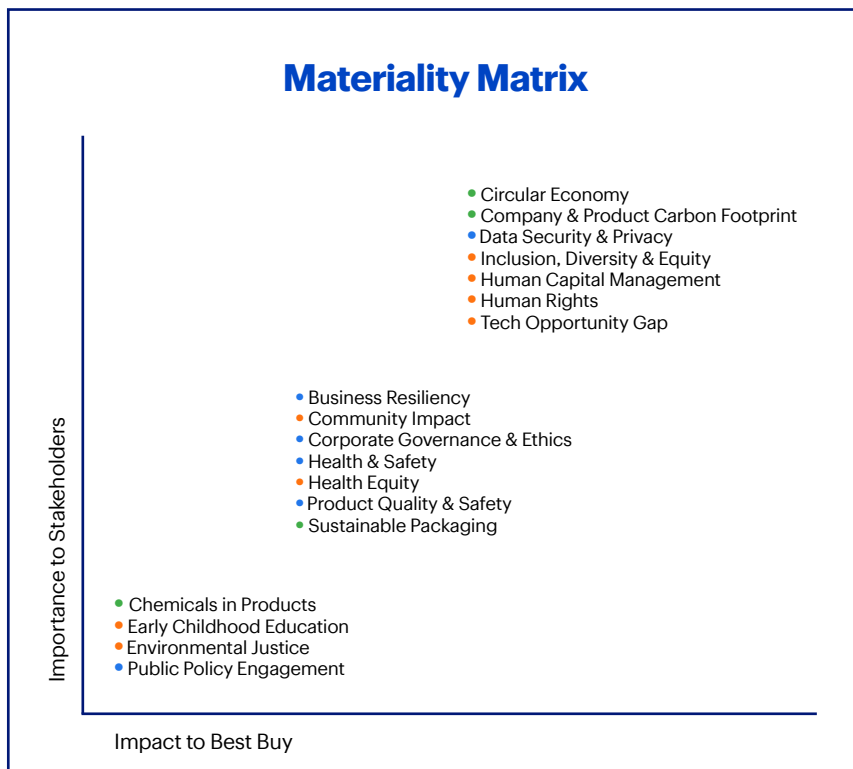 Materiality Matrix
Circular Economy
Company & Product Carbon Footprint
Data Security & Privacy
Inclusion, Diversity & Equity
Human Capital Management
Human Rights
Tech Opportunity Gap
Business Resiliency
Community Impact
Corporate Governance & Ethics
Health & Safety
Health Equity
Product Quality & Safety
Sustainable Packaging
Chemicals in Products
Early Childhood Education
Environmental Justice
Public Policy Engagement
Importance to Stakeholders
Impact to Best Buy